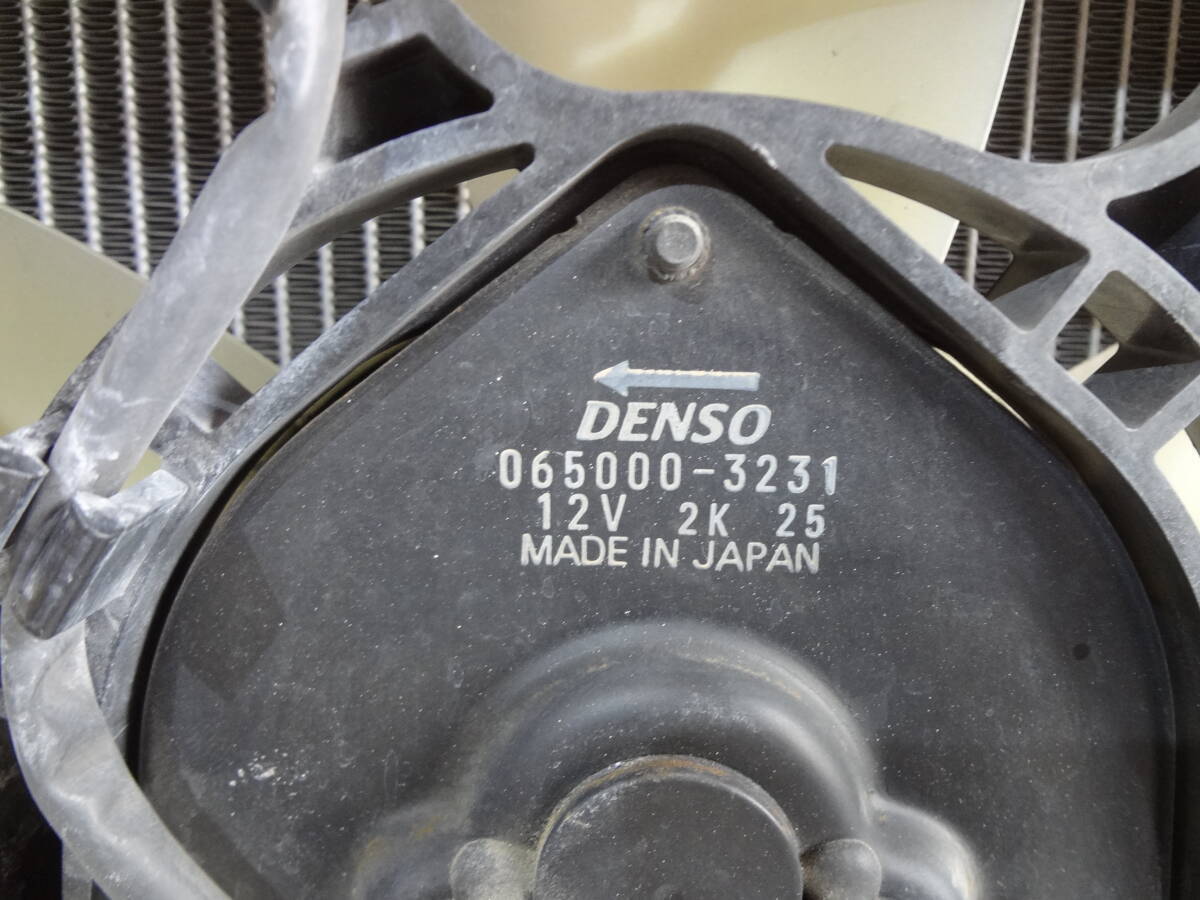 DENSO
065000-3231
12V 2K 25
MADE IN JAPAN